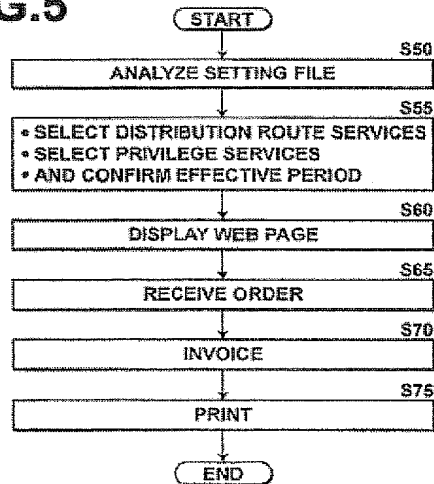 G.5
START
S50
ANALYZE SETTING FILE
S55
• SELECT DISTRIBUTION ROUTE SERVICES
• SELECT PRIVILEGE SERVICES
• AND CONFIRM EFFECTIVE PERIOD
S60
DISPLAY WEB PAGE
S65
RECEIVE ORDER
S70
INVOICE
S75
PRINT
END